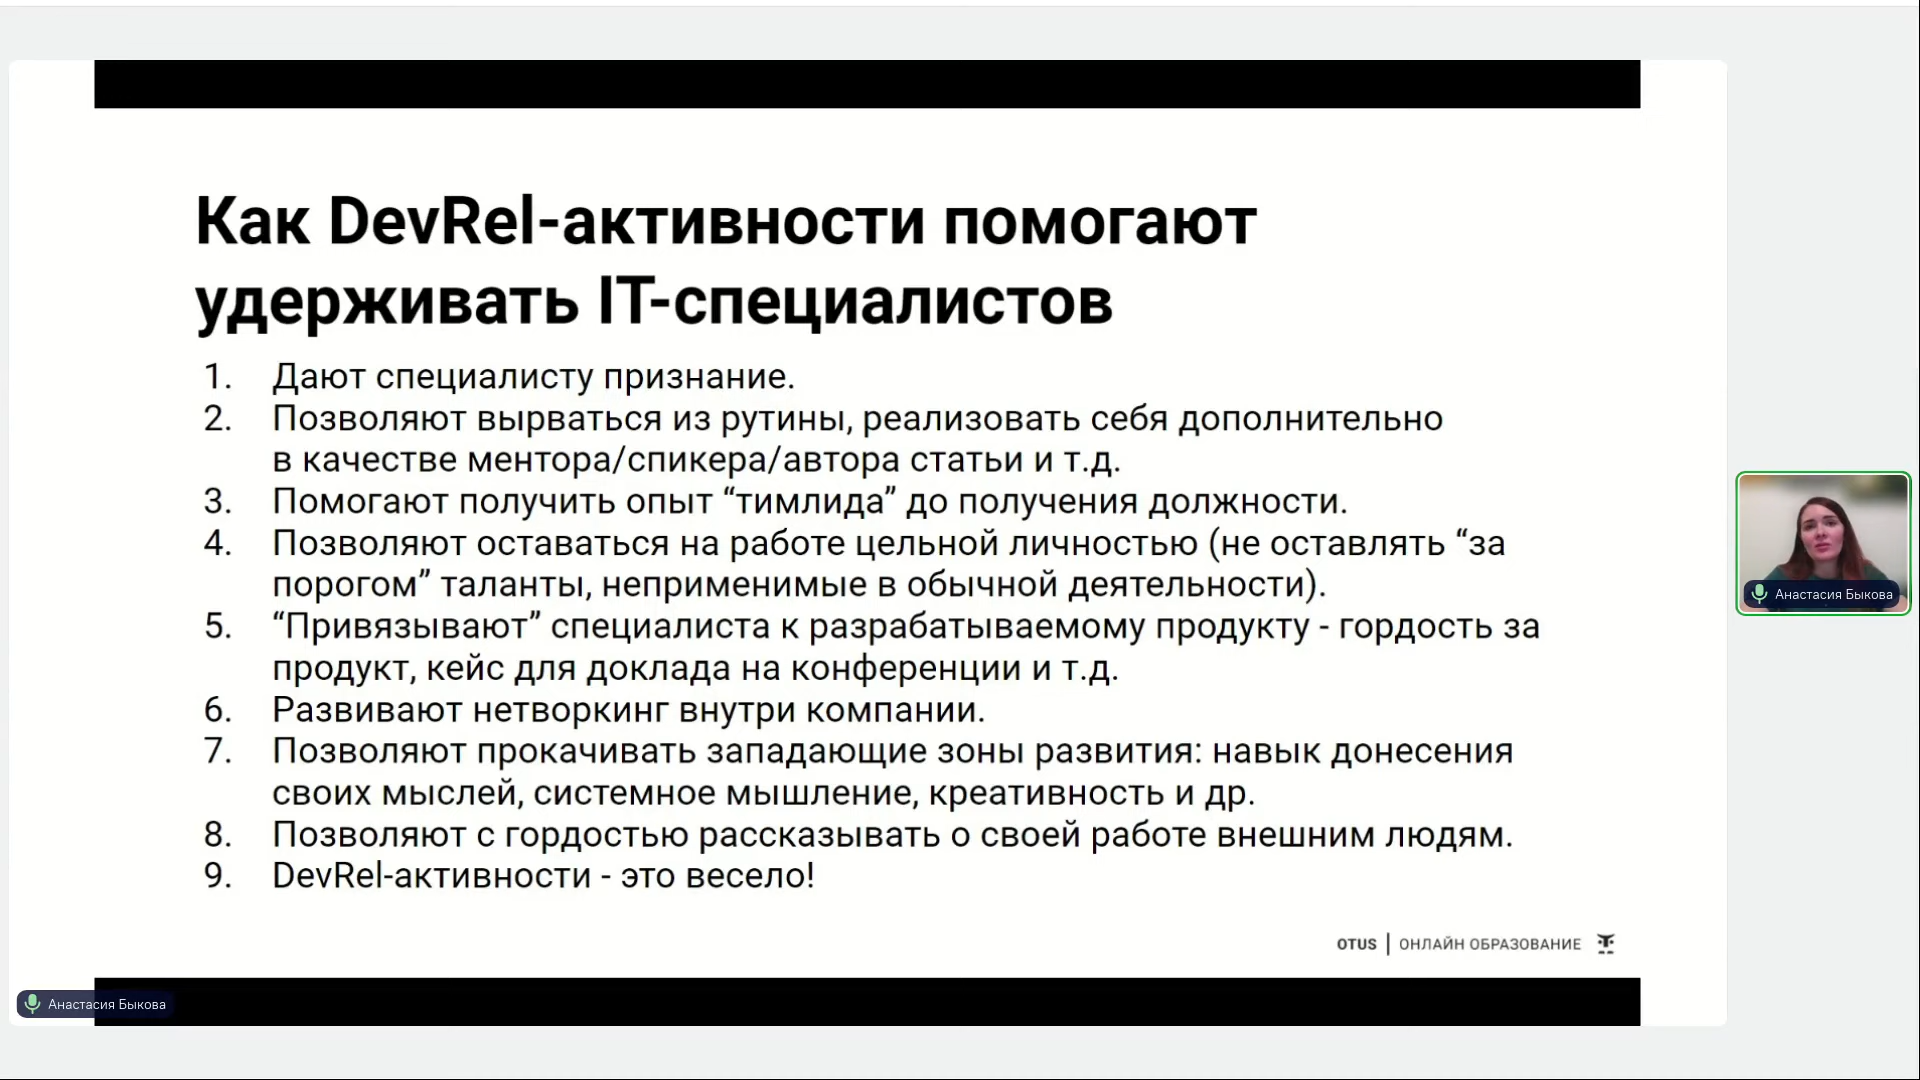 Как DevRel-активности помогают
удерживать IT-специалистов
1. Дают специалисту признание.
2. Позволяют вырваться из рутины, реализовать себя дополнительно
в качестве ментора/спикера/автора статьи и т.д.
3. Помогают получить опыт “тимлида” до получения должности.
4. Позволяют оставаться на работе цельной личностью (не оставлять “за
порогом” таланты, неприменимые в обычной деятельности).
5. “Привязывают” специалиста к разрабатываемому продукту - гордость за
продукт, кейс для доклада на конференции и т.д.
6. Развивают нетворкинг внутри компании.
7. Позволяют прокачивать западающие зоны развития: навык донесения
своих мыслей, системное мышление, креативность и др.
8. Позволяют с гордостью рассказывать о своей работе внешним людям.
9. DevRel-активности - это весело!
OTUS | ОНЛАЙН ОБРАЗОВАНИЕ
Анастасия Быкова
Анастасия Быкова